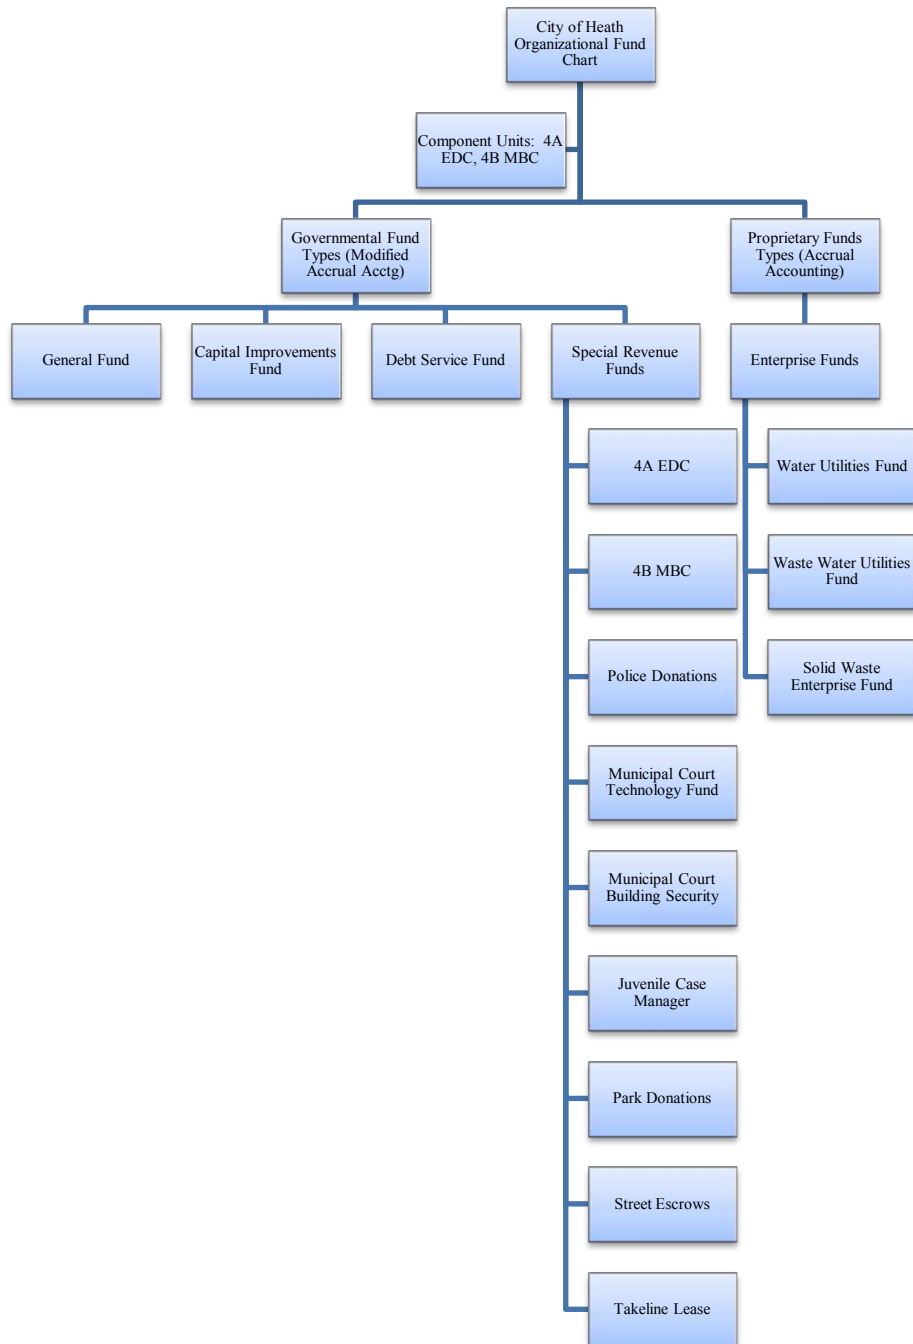 City of Heath
Organizational Fund
Chart
Component Units:  4A
EDC, 4B MBC
Governmental Fund
Types (Modified
Accrual Acctg)
Proprietary Funds
Types (Accrual
Accounting)
General Fund
Capital Improvements
Fund
Debt Service Fund
Special Revenue
Funds
Enterprise Funds
4A EDC
Water Utilities Fund
4B MBC
Waste Water Utilities
Fund
Police Donations
Solid Waste
Enterprise Fund
Municipal Court
Technology Fund
Municipal Court
Building Security
Juvenile Case
Manager
Park Donations
Street Escrows
Takeline Lease